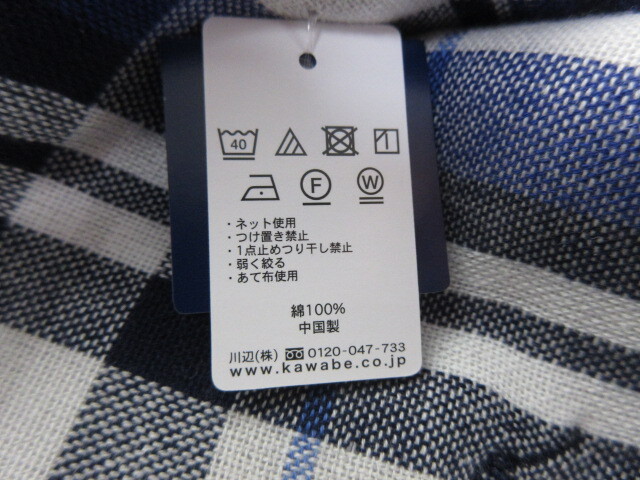 40
F W
・ネット使用
・つけ置き禁止
・1点止めつり干し禁止
・弱く絞る
・あて布使用
綿100%
中国製
川辺(株) 0120-047-733
www.kawabe.co.jp